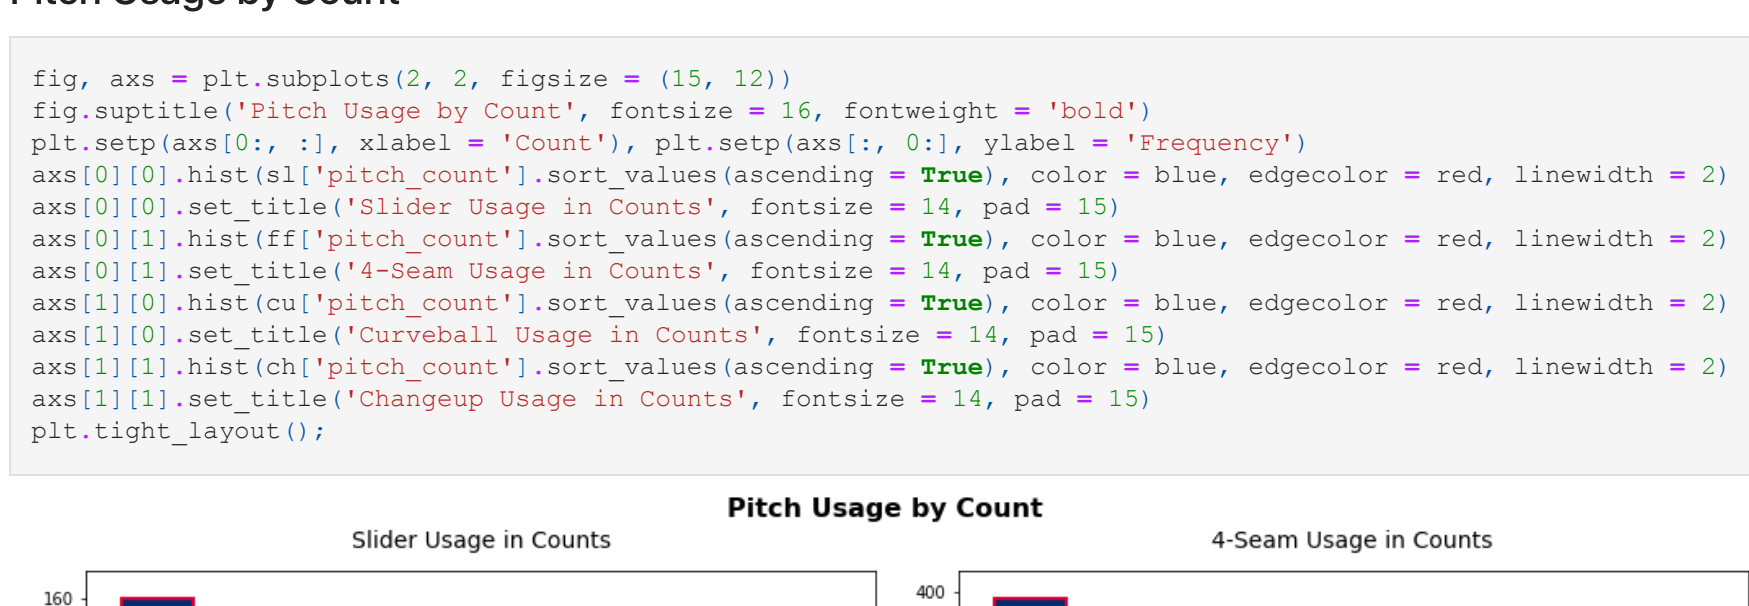 Pitch Usage by Count
fig, axs = plt.subplots(2, 2, figsize = (15, 12))
fig.suptitle('Pitch Usage by Count', fontsize = 16, fontweight = 'bold')
plt.setp(axs[0:, :], xlabel = 'Count'), plt.setp(axs[:, 0:], ylabel = 'Frequency')
axs[0][0].hist(sl['pitch_count'].sort_values(ascending = True), color = blue, edgecolor = red, linewidth = 2)
axs[0][0].set_title('Slider Usage in Counts', fontsize = 14, pad = 15)
axs[0][1].hist(ff['pitch_count'].sort_values(ascending = True), color = blue, edgecolor = red, linewidth = 2)
axs[0][1].set_title('4-Seam Usage in Counts', fontsize = 14, pad = 15)
axs[1][0].hist(cu['pitch_count'].sort_values(ascending = True), color = blue, edgecolor = red, linewidth = 2)
axs[1][0].set_title('Curveball Usage in Counts', fontsize = 14, pad = 15)
axs[1][1].hist(ch['pitch_count'].sort_values(ascending = True), color = blue, edgecolor = red, linewidth = 2)
axs[1][1].set_title('Changeup Usage in Counts', fontsize = 14, pad = 15)
plt.tight_layout();
Pitch Usage by Count
Slider Usage in Counts
4-Seam Usage in Counts
160
400